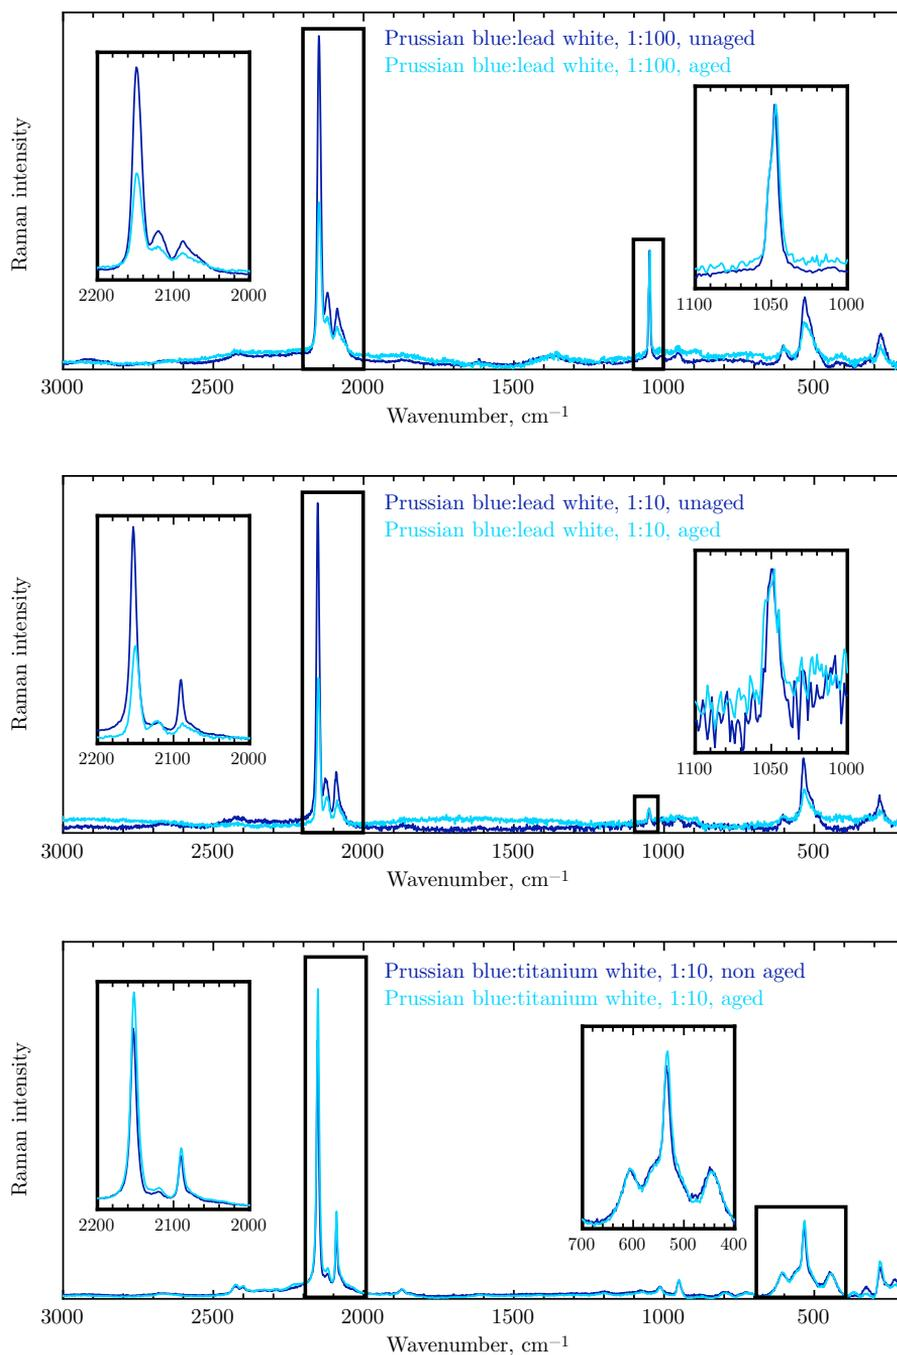 Prussian blue:lead white, 1:100, unaged
Prussian blue:lead white, 1:100, aged
Raman intensity
2200 2100 2000
1100 1050 1000
3000 2500 2000 1500 1000 500
Wavenumber, cm−1
Prussian blue:lead white, 1:10, unaged
Prussian blue:lead white, 1:10, aged
Raman intensity
2200 2100 2000
1100 1050 1000
3000 2500 2000 1500 1000 500
Wavenumber, cm−1
Prussian blue:titanium white, 1:10, non aged
Prussian blue:titanium white, 1:10, aged
Raman intensity
2200 2100 2000
700 600 500 400
3000 2500 2000 1500 1000 500
Wavenumber, cm−1